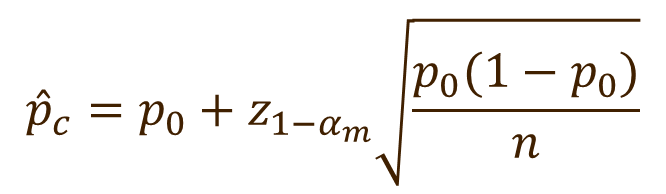 p̂_c = p_0 + z_{1−α_m} √(p_0(1 − p_0)/n)